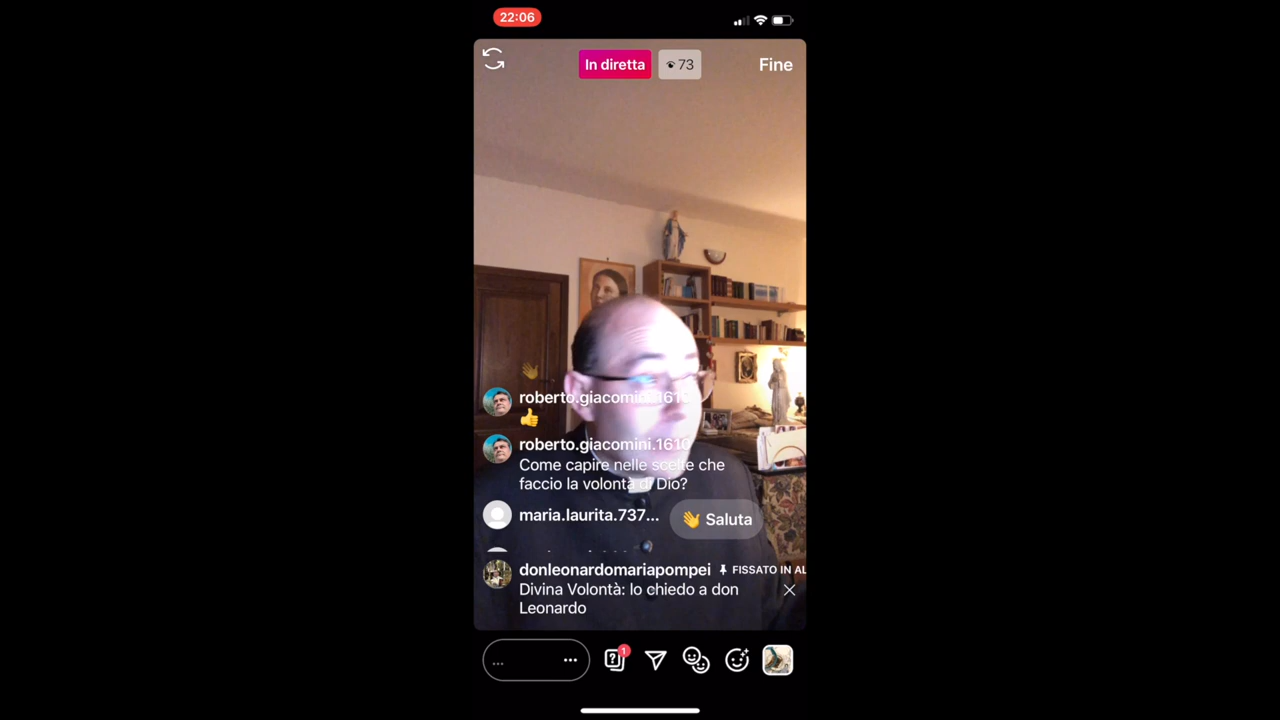 22:06
In diretta
73
Fine
roberto.giacomini.1610
roberto.giacomini.1610
Come capire nelle scelte che
faccio la volontà di Dio?
maria.laurita.737...
👋 Saluta
donleonardomariapompei FISSATO IN AL
Divina Volontà: lo chiedo a don
Leonardo
...
1